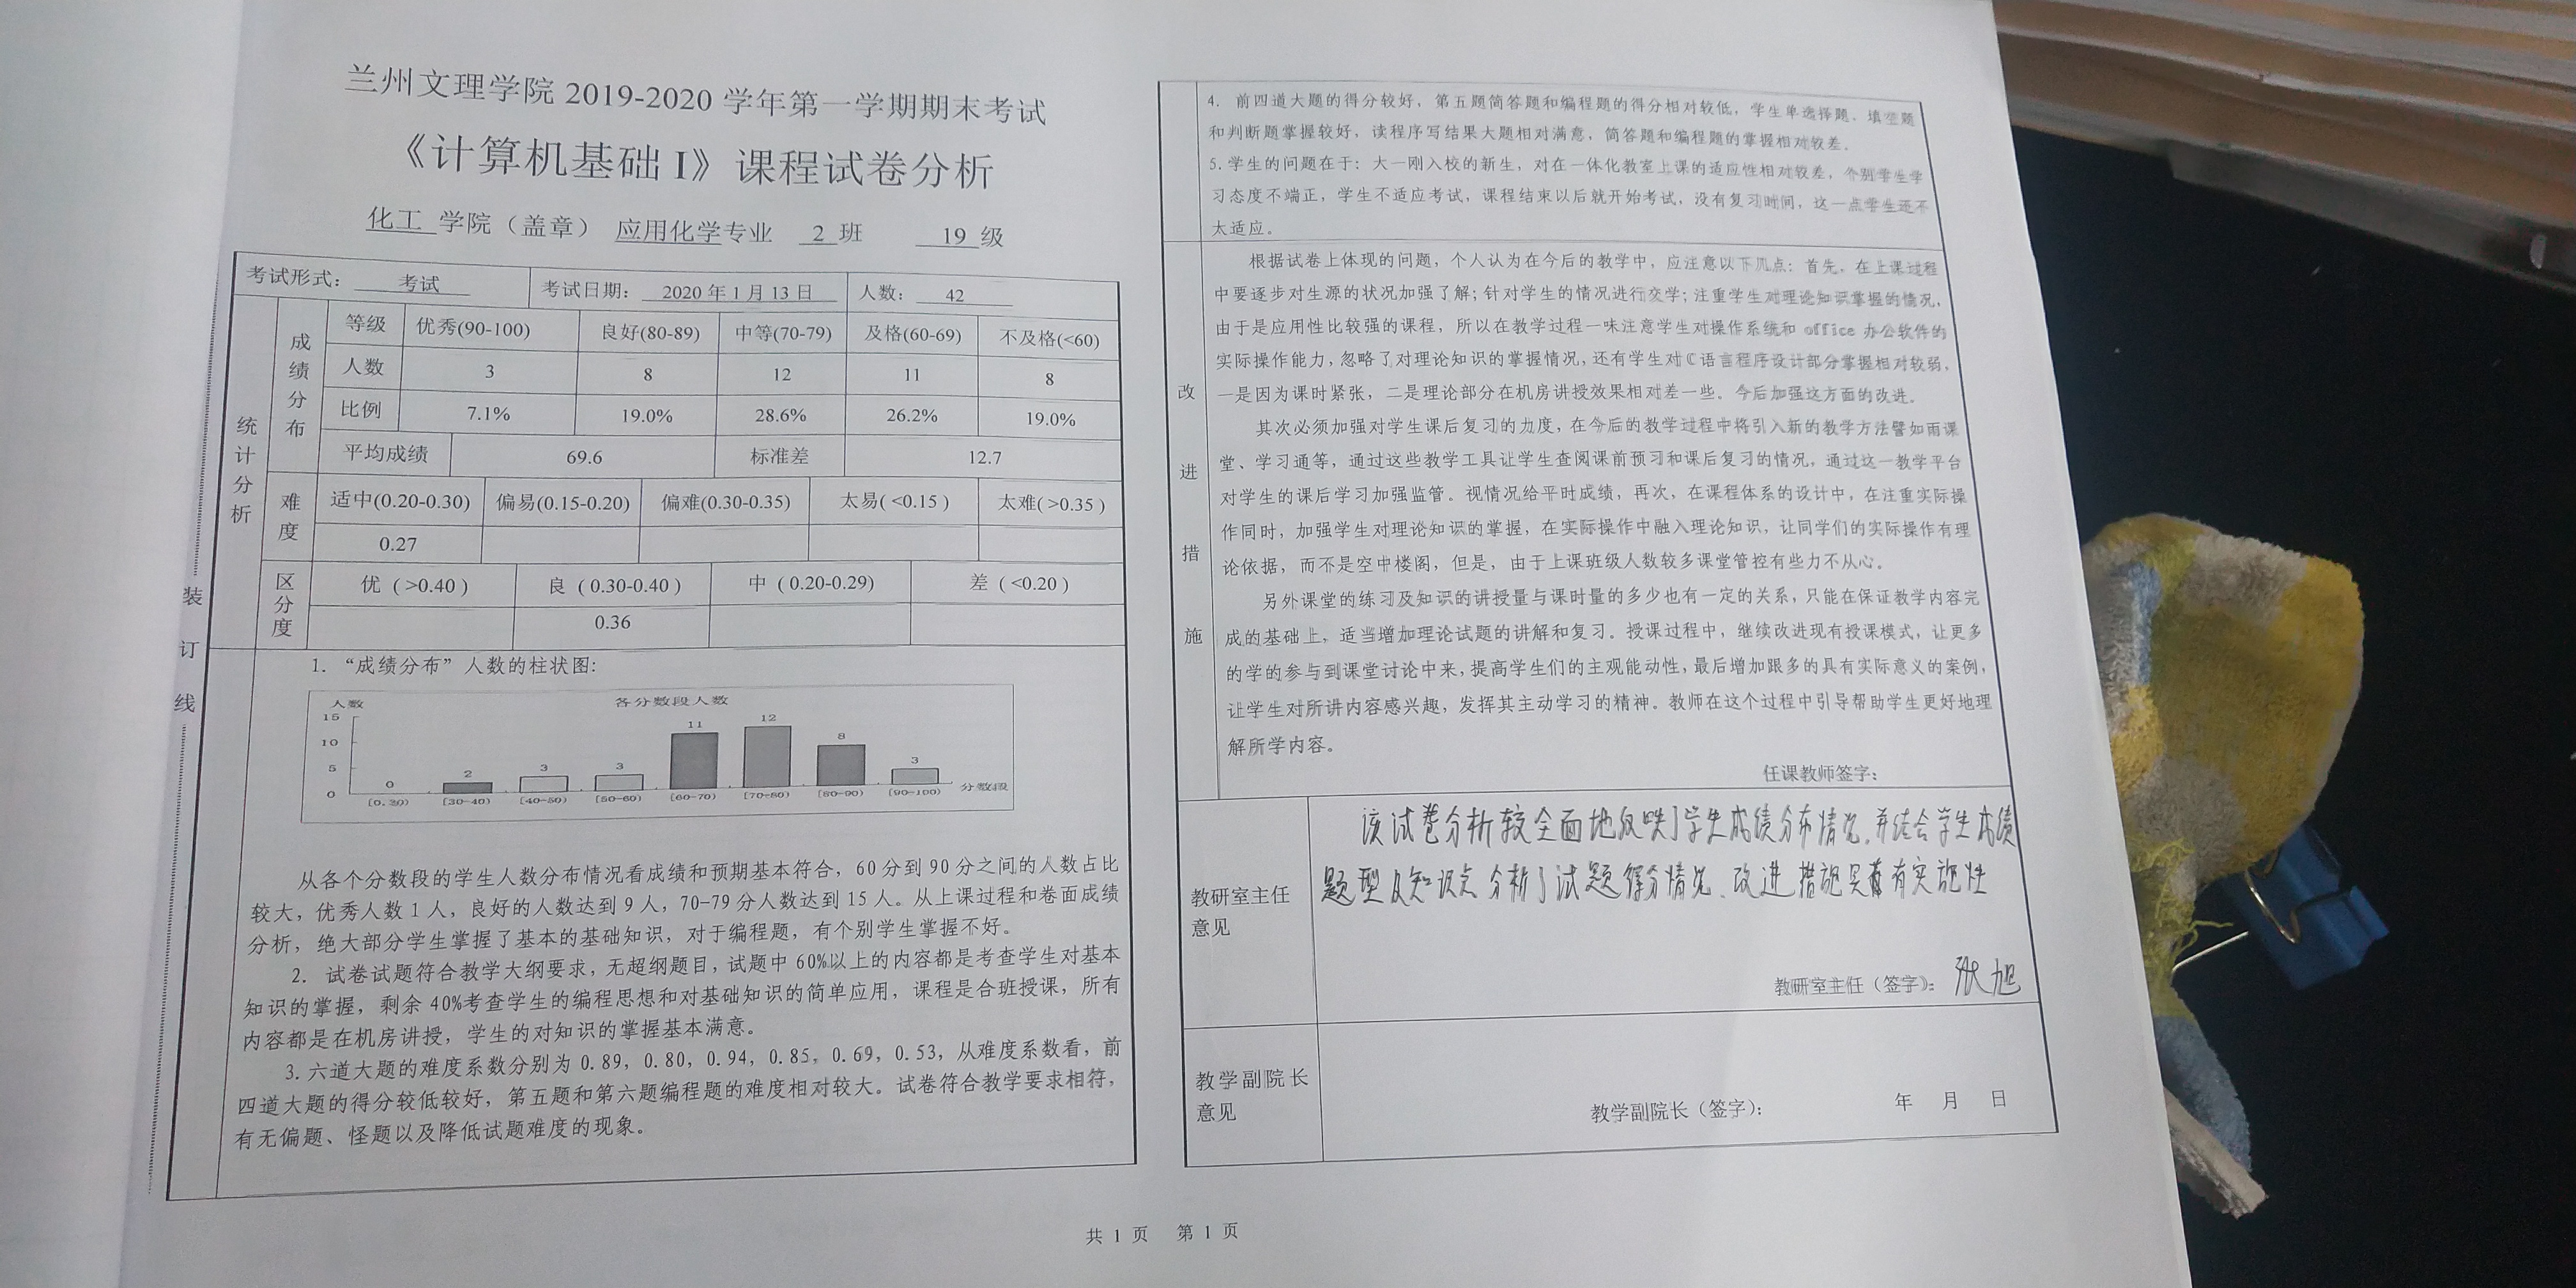 兰州文理学院 2019-2020 学年第一学期期末考试
《计算机基础 I》课程试卷分析
化工 学院（盖章） 应用化学专业 2 班 19 级
考试形式： 考试 考试日期： 2020 年 1 月 13 日 人数： 42
统计分析
成绩分布
等级 优秀(90-100) 良好(80-89) 中等(70-79) 及格(60-69) 不及格(<60)
人数 3 8 12 11 8
比例 7.1% 19.0% 28.6% 26.2% 19.0%
平均成绩 69.6 标准差 12.7
难度
适中(0.20-0.30) 偏易(0.15-0.20) 偏难(0.30-0.35) 太易(<0.15) 太难(>0.35)
0.27
区分度
优（>0.40） 良（0.30-0.40） 中（0.20-0.29） 差（<0.20）
0.36
装订线
1. “成绩分布”人数的柱状图：
各分数段人数
人数
15
10
5
0
0 2 3 3 11 12 8 3
[0,30) [30-40) [40-50) [50-60) [60-70) [70-80) [80-90) [90-100) 分数段
从各个分数段的学生人数分布情况看成绩和预期基本符合，60 分到 90 分之间的人数占比
较大，优秀人数 1 人，良好的人数达到 9 人，70-79 分人数达到 15 人。从上课过程和卷面成绩
分析，绝大部分学生掌握了基本的基础知识，对于编程题，有个别学生掌握不好。
2. 试卷试题符合教学大纲要求，无超纲题目，试题中 60%以上的内容都是考查学生对基本
知识的掌握，剩余 40%考查学生的编程思想和对基础知识的简单应用，课程是合班授课，所有
内容都是在机房讲授，学生的对知识的掌握基本满意。
3. 六道大题的难度系数分别为 0.89，0.80，0.94，0.85，0.69，0.53，从难度系数看，前
四道大题的得分较低较好，第五题和第六题编程题的难度相对较大。试卷符合教学要求相符，
有无偏题、怪题以及降低试题难度的现象。
4. 前四道大题的得分较好，第五题简答题和编程题的得分相对较低，学生单选择题、填空题
和判断题掌握较好，读程序写结果大题相对满意，简答题和编程题的掌握相对较差。
5. 学生的问题在于：大一刚入校的新生，对在一体化教室上课的适应性相对较差，个别学生学
习态度不端正，学生不适应考试，课程结束以后就开始考试，没有复习时间，这一点学生还不
太适应。
改进措施
根据试卷上体现的问题，个人认为在今后的教学中，应注意以下几点：首先，在上课过程
中要逐步对生源的状况加强了解；针对学生的情况进行交学；注重学生对理论知识掌握的情况，
由于是应用性比较强的课程，所以在教学过程一味注意学生对操作系统和 office 办公软件的
实际操作能力，忽略了对理论知识的掌握情况，还有学生对 C 语言程序设计部分掌握相对较弱，
一是因为课时紧张，二是理论部分在机房讲授效果相对差一些。今后加强这方面的改进。
其次必须加强对学生课后复习的力度，在今后的教学过程中将引入新的教学方法譬如雨课
堂、学习通等，通过这些教学工具让学生查阅课前预习和课后复习的情况，通过这一教学平台
对学生的课后学习加强监管。视情况给平时成绩，再次，在课程体系的设计中，在注重实际操
作同时，加强学生对理论知识的掌握，在实际操作中融入理论知识，让同学们的实际操作有理
论依据，而不是空中楼阁，但是，由于上课班级人数较多课堂管控有些力不从心。
另外课堂的练习及知识的讲授量与课时量的多少也有一定的关系，只能在保证教学内容完
成的基础上，适当增加理论试题的讲解和复习。授课过程中，继续改进现有授课模式，让更多
的学的参与到课堂讨论中来，提高学生们的主观能动性，最后增加跟多的具有实际意义的案例，
让学生对所讲内容感兴趣，发挥其主动学习的精神。教师在这个过程中引导帮助学生更好地理
解所学内容。
任课教师签字：
教研室主任意见
该试卷分析较全面地反映了学生成绩分布情况，并结合学生成绩
题型及知识点分析了试题得分情况、改进措施具有实施性
教研室主任（签字）： 张旭
教学副院长意见
教学副院长（签字）： 年 月 日
共 1 页 第 1 页